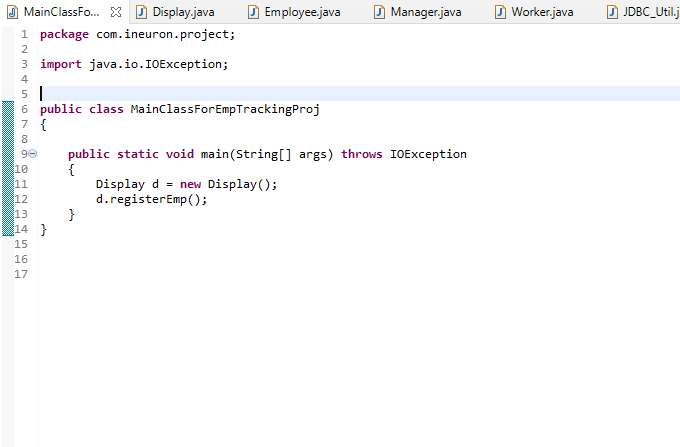 MainClassFo... Display.java Employee.java Manager.java Worker.java JDBC_Util.j
1 package com.ineuron.project;
2
3 import java.io.IOException;
4
5
6 public class MainClassForEmpTrackingProj
7 {
8
9 public static void main(String[] args) throws IOException
10 {
11 Display d = new Display();
12 d.registerEmp();
13 }
14 }
15
16
17